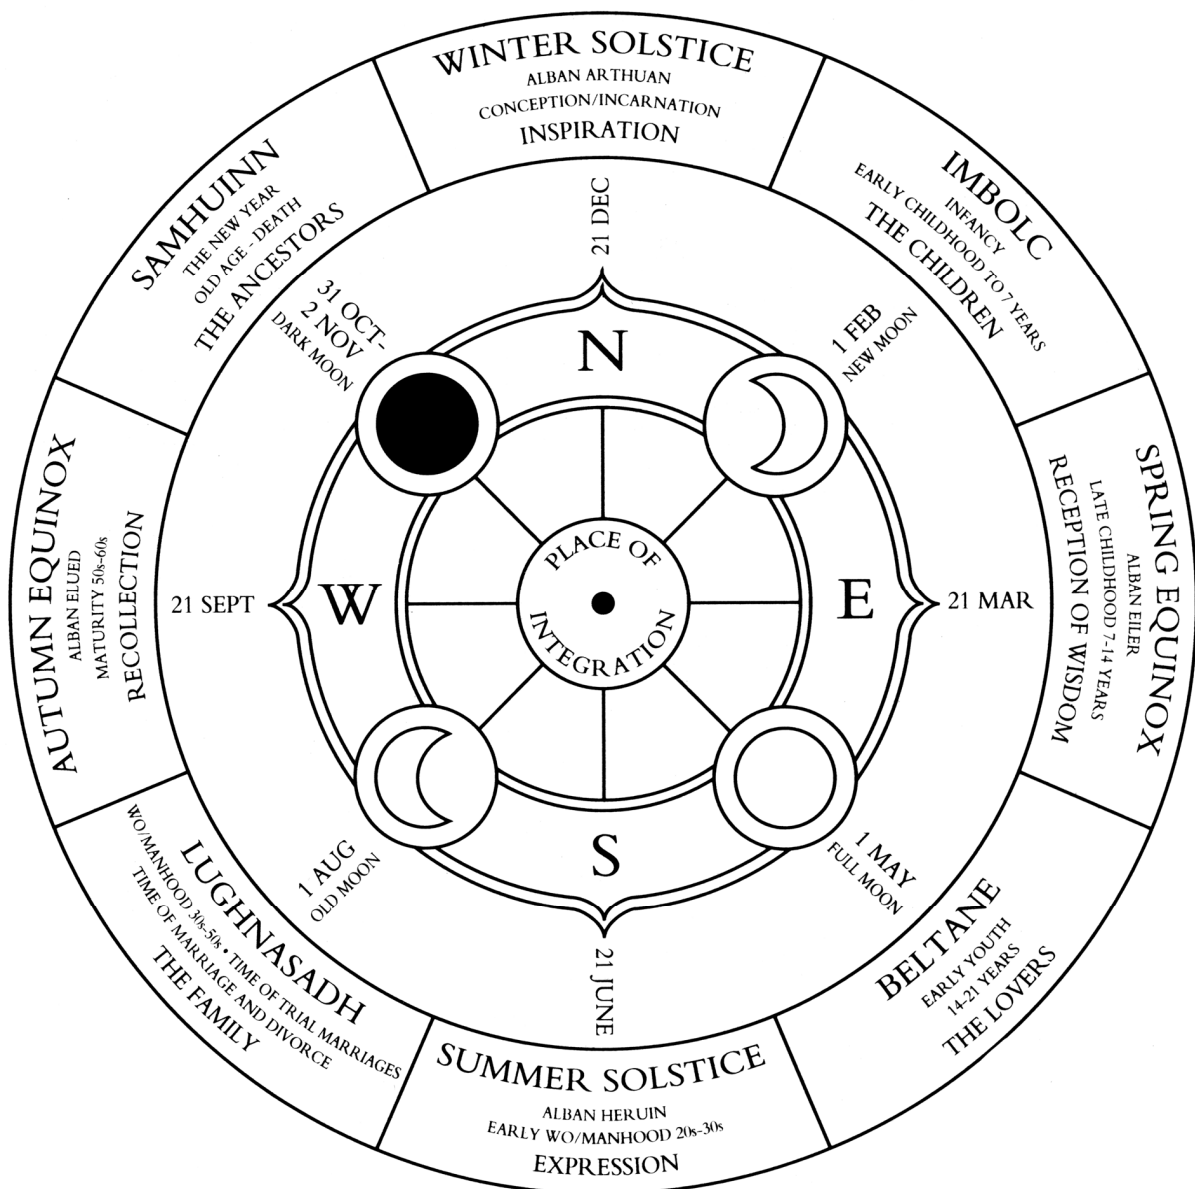 WINTER SOLSTICE
ALBAN ARTHUAN
CONCEPTION/INCARNATION
INSPIRATION
IMBOLC
INFANCY
EARLY CHILDHOOD TO 7 YEARS
THE CHILDREN
SPRING EQUINOX
ALBAN EILER
LATE CHILDHOOD 7-14 YEARS
RECEPTION OF WISDOM
BELTANE
EARLY YOUTH
14-21 YEARS
THE LOVERS
SUMMER SOLSTICE
ALBAN HERUIN
EARLY WO/MANHOOD 20s-30s
EXPRESSION
LUGHNASADH
WO/MANHOOD 30s-50s • TIME OF TRIAL MARRIAGES
TIME OF MARRIAGE AND DIVORCE
THE FAMILY
AUTUMN EQUINOX
ALBAN ELUED
MATURITY 50s-60s
RECOLLECTION
SAMHUINN
THE NEW YEAR
OLD AGE - DEATH
THE ANCESTORS
21 DEC
1 FEB
NEW MOON
21 MAR
1 MAY
FULL MOON
21 JUNE
1 AUG
OLD MOON
21 SEPT
31 OCT-
2 NOV
DARK MOON
N
E
S
W
PLACE OF
INTEGRATION